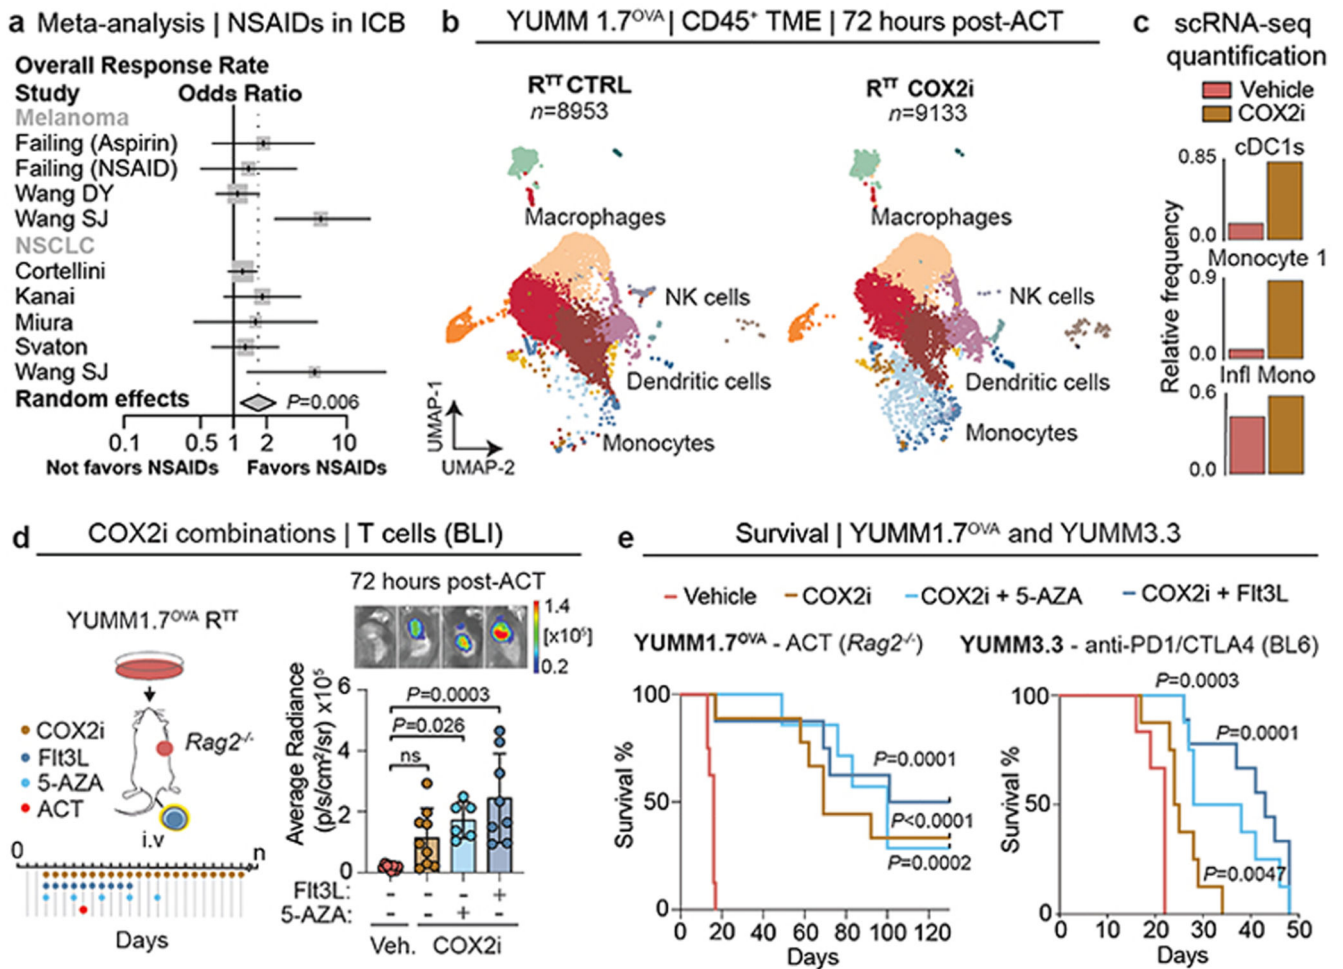 a Meta-analysis | NSAIDs in ICB
Overall Response Rate
Study Odds Ratio
Melanoma
Failing (Aspirin)
Failing (NSAID)
Wang DY
Wang SJ
NSCLC
Cortellini
Kanai
Miura
Svaton
Wang SJ
Random effects P=0.006
0.1 0.5 1 2 10
Not favors NSAIDs Favors NSAIDs
b YUMM 1.7ᴼⱽᴬ | CD45⁺ TME | 72 hours post-ACT
Rᵀᵀ CTRL
n=8953
Macrophages
NK cells
Dendritic cells
Monocytes
UMAP-1
UMAP-2
Rᵀᵀ COX2i
n=9133
Macrophages
NK cells
Dendritic cells
Monocytes
c scRNA-seq
quantification
Vehicle
COX2i
Relative frequency
cDC1s
0.85
0.0
Monocyte 1
0.9
0.0
Infl Mono
0.6
0.0
d COX2i combinations | T cells (BLI)
YUMM1.7ᴼⱽᴬ Rᵀᵀ
COX2i
Flt3L
5-AZA
ACT
Rag2⁻/⁻
i.v
0 n
Days
72 hours post-ACT
1.4
[x10⁵]
0.2
Average Radiance
(p/s/cm²/sr) x10⁵
6
4
2
0
P=0.0003
P=0.026
ns
Flt3L: - - - +
5-AZA: - - + -
Veh. COX2i
e Survival | YUMM1.7ᴼⱽᴬ and YUMM3.3
Vehicle COX2i COX2i + 5-AZA COX2i + Flt3L
YUMM1.7ᴼⱽᴬ - ACT (Rag2⁻/⁻)
Survival %
100
50
0
P=0.0001
P<0.0001
P=0.0002
0 20 40 60 80 100 120
Days
YUMM3.3 - anti-PD1/CTLA4 (BL6)
Survival %
100
50
0
P=0.0003
P=0.0001
P=0.0047
0 10 20 30 40 50
Days